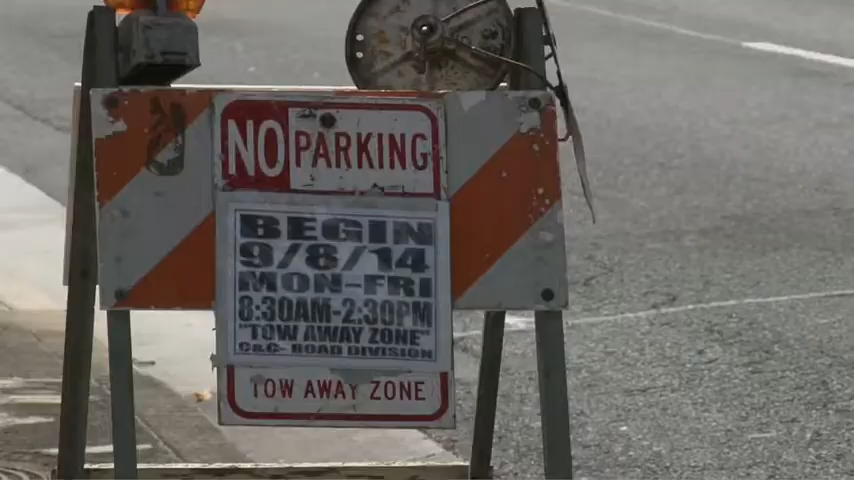 NO PARKING
BEGIN
9/8/14
MON-FRI
8:30AM-2:30PM
"TOW AWAY ZONE"
C&C- ROAD DIVISION
TOW AWAY ZONE